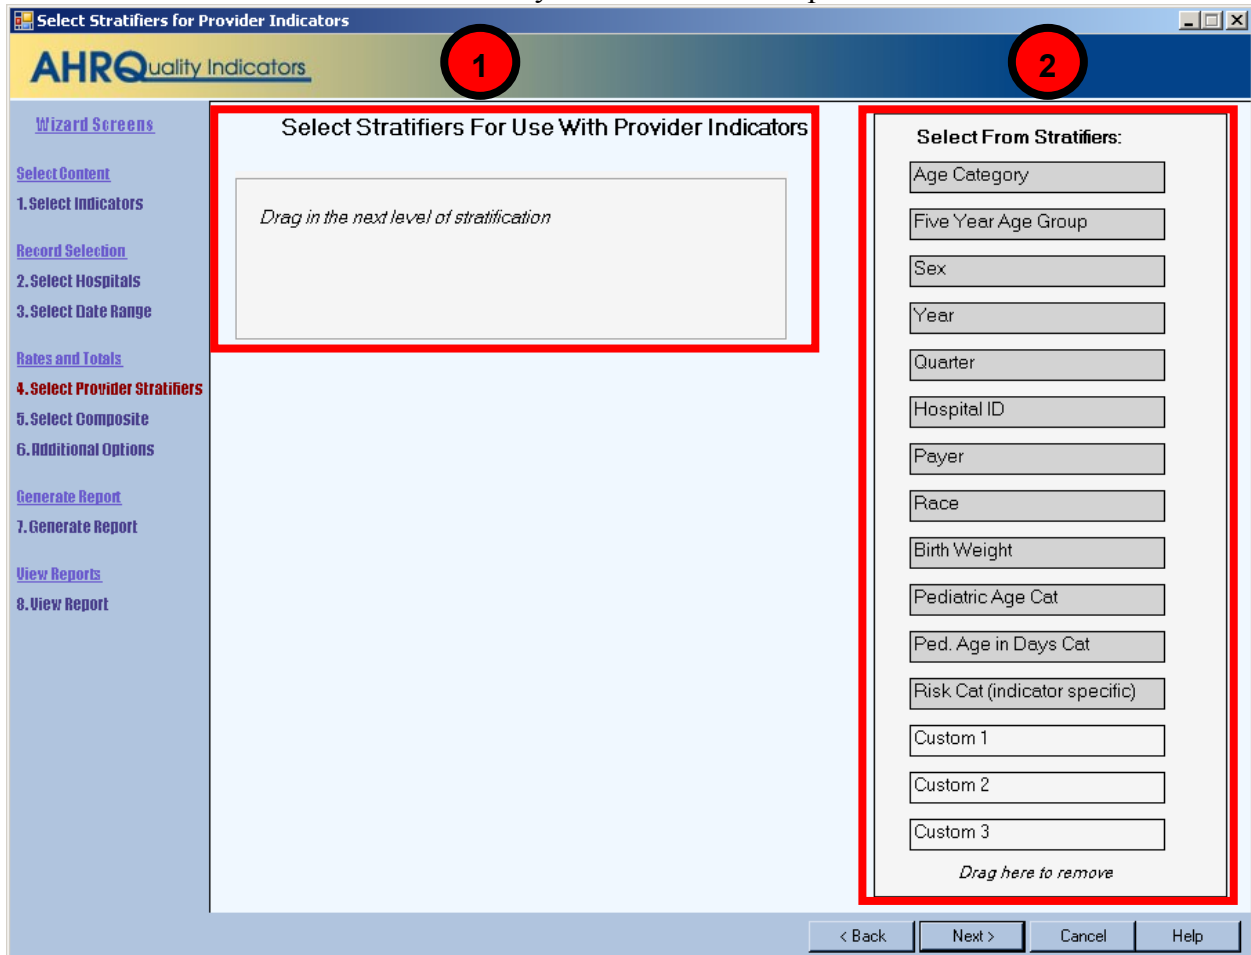 Select Stratifiers for Provider Indicators
AHRQuality Indicators
1
2
Wizard Screens
Select Content
1.Select Indicators
Record Selection
2.Select Hospitals
3.Select Date Range
Rates and Totals
4.Select Provider Stratifiers
5.Select Composite
6.Additional Options
Generate Report
7.Generate Report
View Reports
8.View Report
Select Stratifiers For Use With Provider Indicators
Drag in the next level of stratification
Select From Stratifiers:
Age Category
Five Year Age Group
Sex
Year
Quarter
Hospital ID
Payer
Race
Birth Weight
Pediatric Age Cat
Ped. Age in Days Cat
Risk Cat (indicator specific)
Custom 1
Custom 2
Custom 3
Drag here to remove
< Back
Next >
Cancel
Help